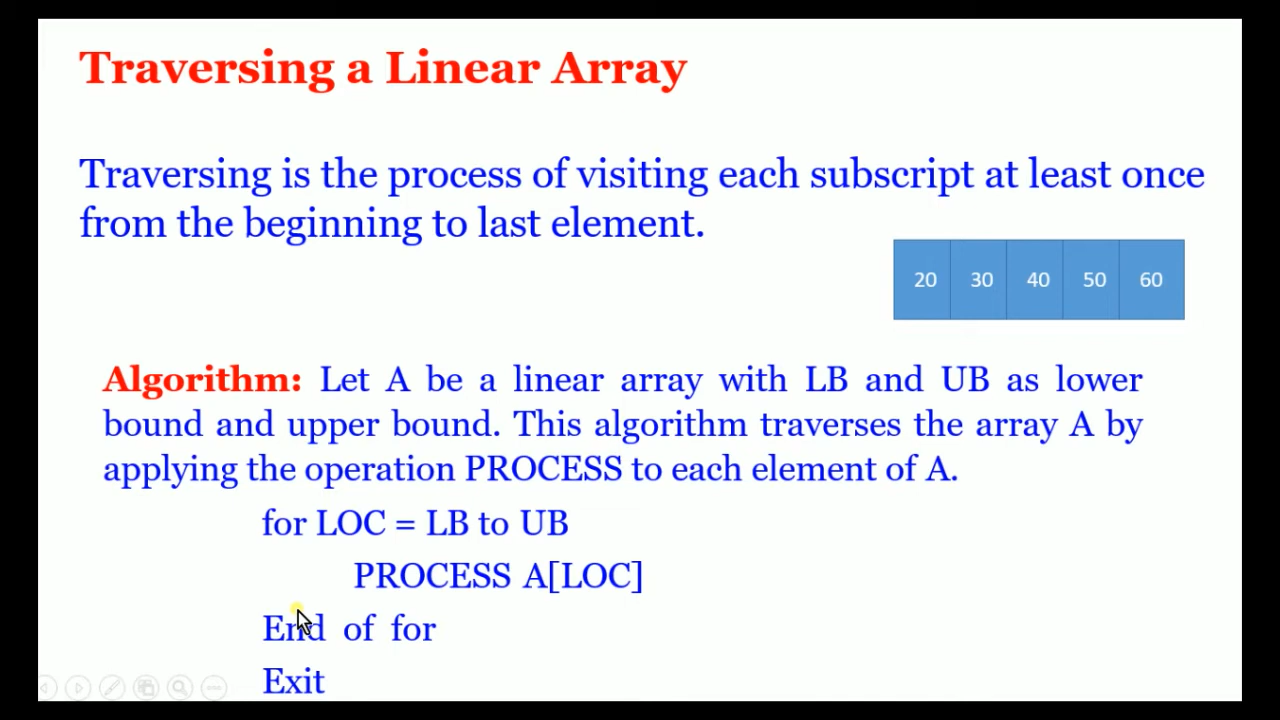 Traversing a Linear Array
Traversing is the process of visiting each subscript at least once
from the beginning to last element.
20 30 40 50 60
Algorithm: Let A be a linear array with LB and UB as lower
bound and upper bound. This algorithm traverses the array A by
applying the operation PROCESS to each element of A.
for LOC = LB to UB
PROCESS A[LOC]
End of for
Exit